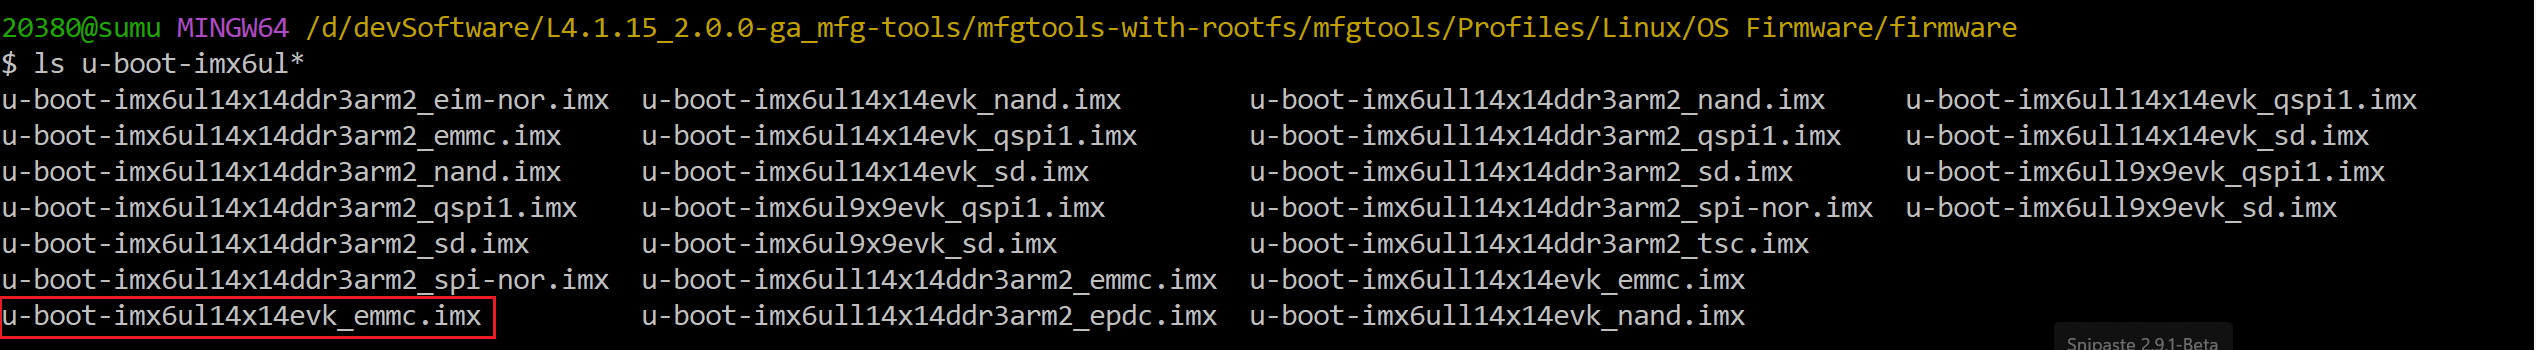 20380@sumu MINGW64 /d/devSoftware/L4.1.15_2.0.0-ga_mfg-tools/mfgtools-with-rootfs/mfgtools/Profiles/Linux/OS Firmware/firmware
$ ls u-boot-imx6ul*
u-boot-imx6ul14x14ddr3arm2_eim-nor.imx  u-boot-imx6ul14x14evk_nand.imx  u-boot-imx6ull14x14ddr3arm2_nand.imx  u-boot-imx6ull14x14evk_qspi1.imx
u-boot-imx6ul14x14ddr3arm2_emmc.imx  u-boot-imx6ul14x14evk_qspi1.imx  u-boot-imx6ull14x14ddr3arm2_qspi1.imx  u-boot-imx6ull14x14evk_sd.imx
u-boot-imx6ul14x14ddr3arm2_nand.imx  u-boot-imx6ul14x14evk_sd.imx  u-boot-imx6ull14x14ddr3arm2_sd.imx  u-boot-imx6ull9x9evk_qspi1.imx
u-boot-imx6ul14x14ddr3arm2_qspi1.imx  u-boot-imx6ul9x9evk_qspi1.imx  u-boot-imx6ull14x14ddr3arm2_spi-nor.imx  u-boot-imx6ull9x9evk_sd.imx
u-boot-imx6ul14x14ddr3arm2_sd.imx  u-boot-imx6ul9x9evk_sd.imx  u-boot-imx6ull14x14ddr3arm2_tsc.imx
u-boot-imx6ul14x14ddr3arm2_spi-nor.imx  u-boot-imx6ull14x14ddr3arm2_emmc.imx  u-boot-imx6ull14x14evk_emmc.imx
u-boot-imx6ul14x14evk_emmc.imx  u-boot-imx6ull14x14ddr3arm2_epdc.imx  u-boot-imx6ull14x14evk_nand.imx
Snipaste 2.9.1-Beta